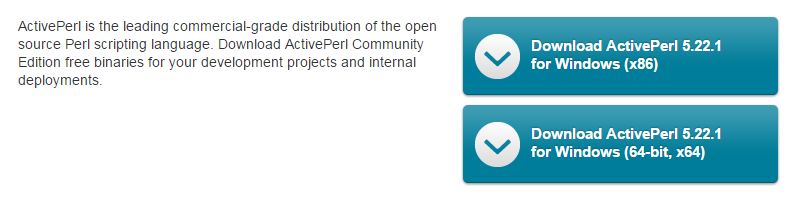 ActivePerl is the leading commercial-grade distribution of the open
source Perl scripting language. Download ActivePerl Community
Edition free binaries for your development projects and internal
deployments.
Download ActivePerl 5.22.1
for Windows (x86)
Download ActivePerl 5.22.1
for Windows (64-bit, x64)